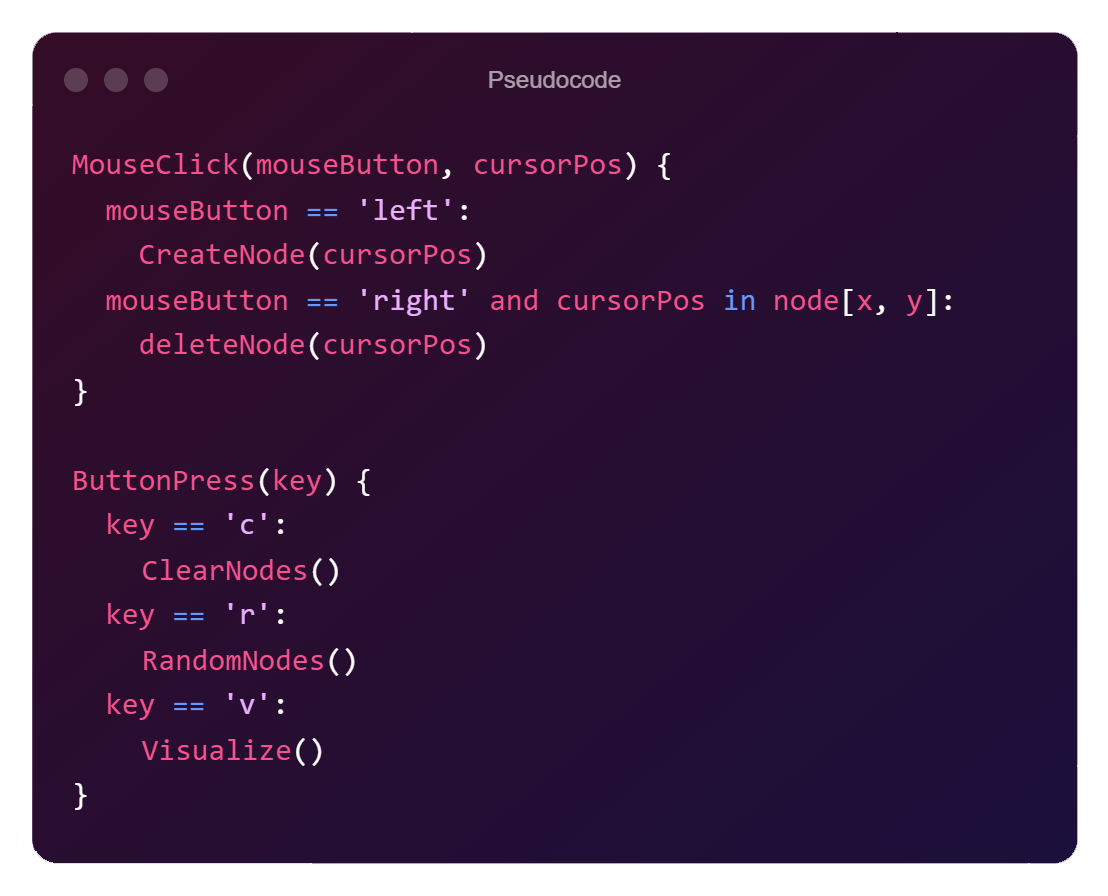 Pseudocode
MouseClick(mouseButton, cursorPos) {
  mouseButton == 'left':
    CreateNode(cursorPos)
  mouseButton == 'right' and cursorPos in node[x, y]:
    deleteNode(cursorPos)
}

ButtonPress(key) {
  key == 'c':
    ClearNodes()
  key == 'r':
    RandomNodes()
  key == 'v':
    Visualize()
}